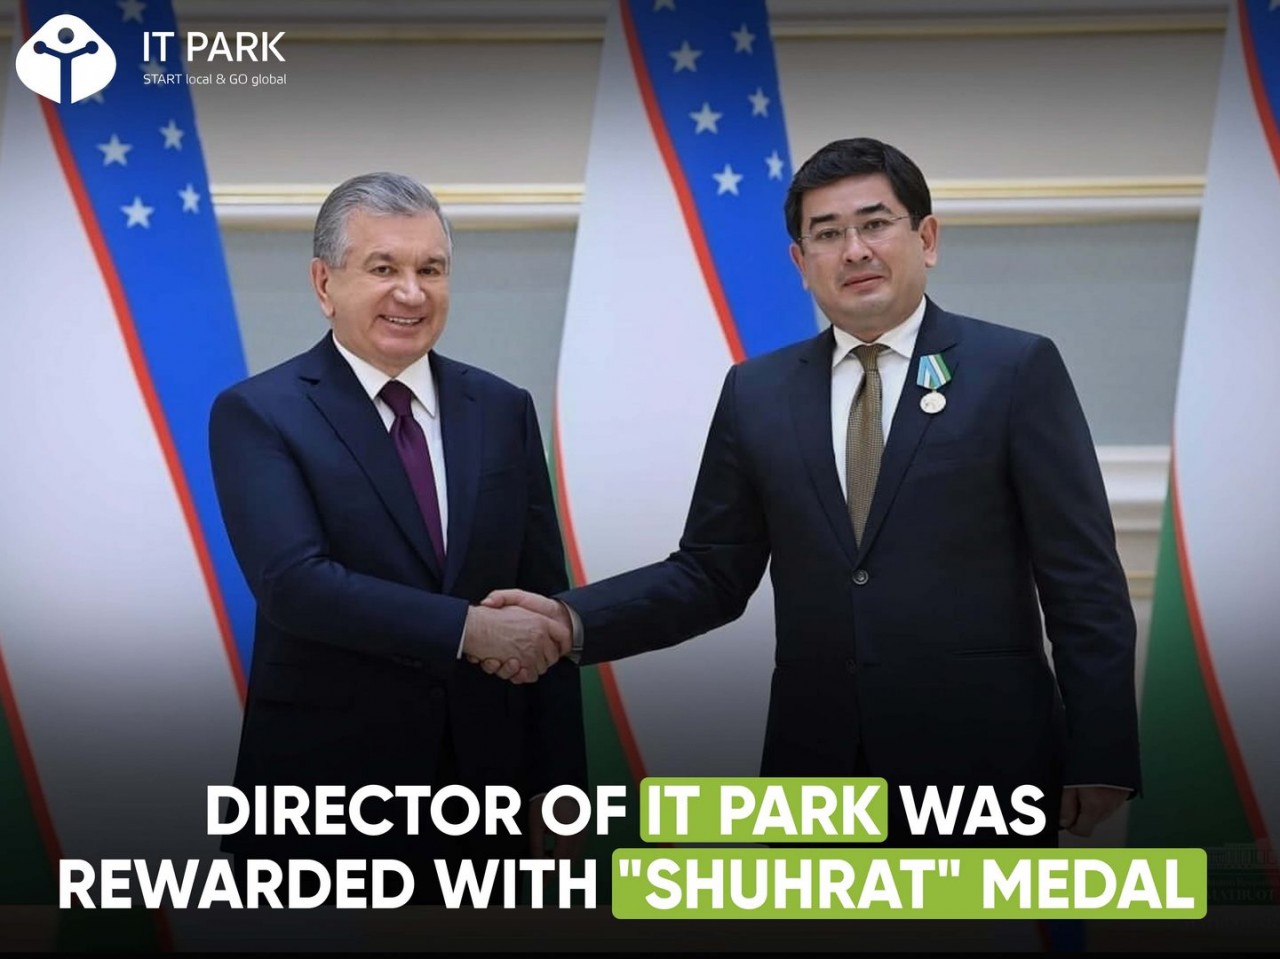 IT PARK
START local & GO global
DIRECTOR OF IT PARK WAS
REWARDED WITH "SHUHRAT" MEDAL